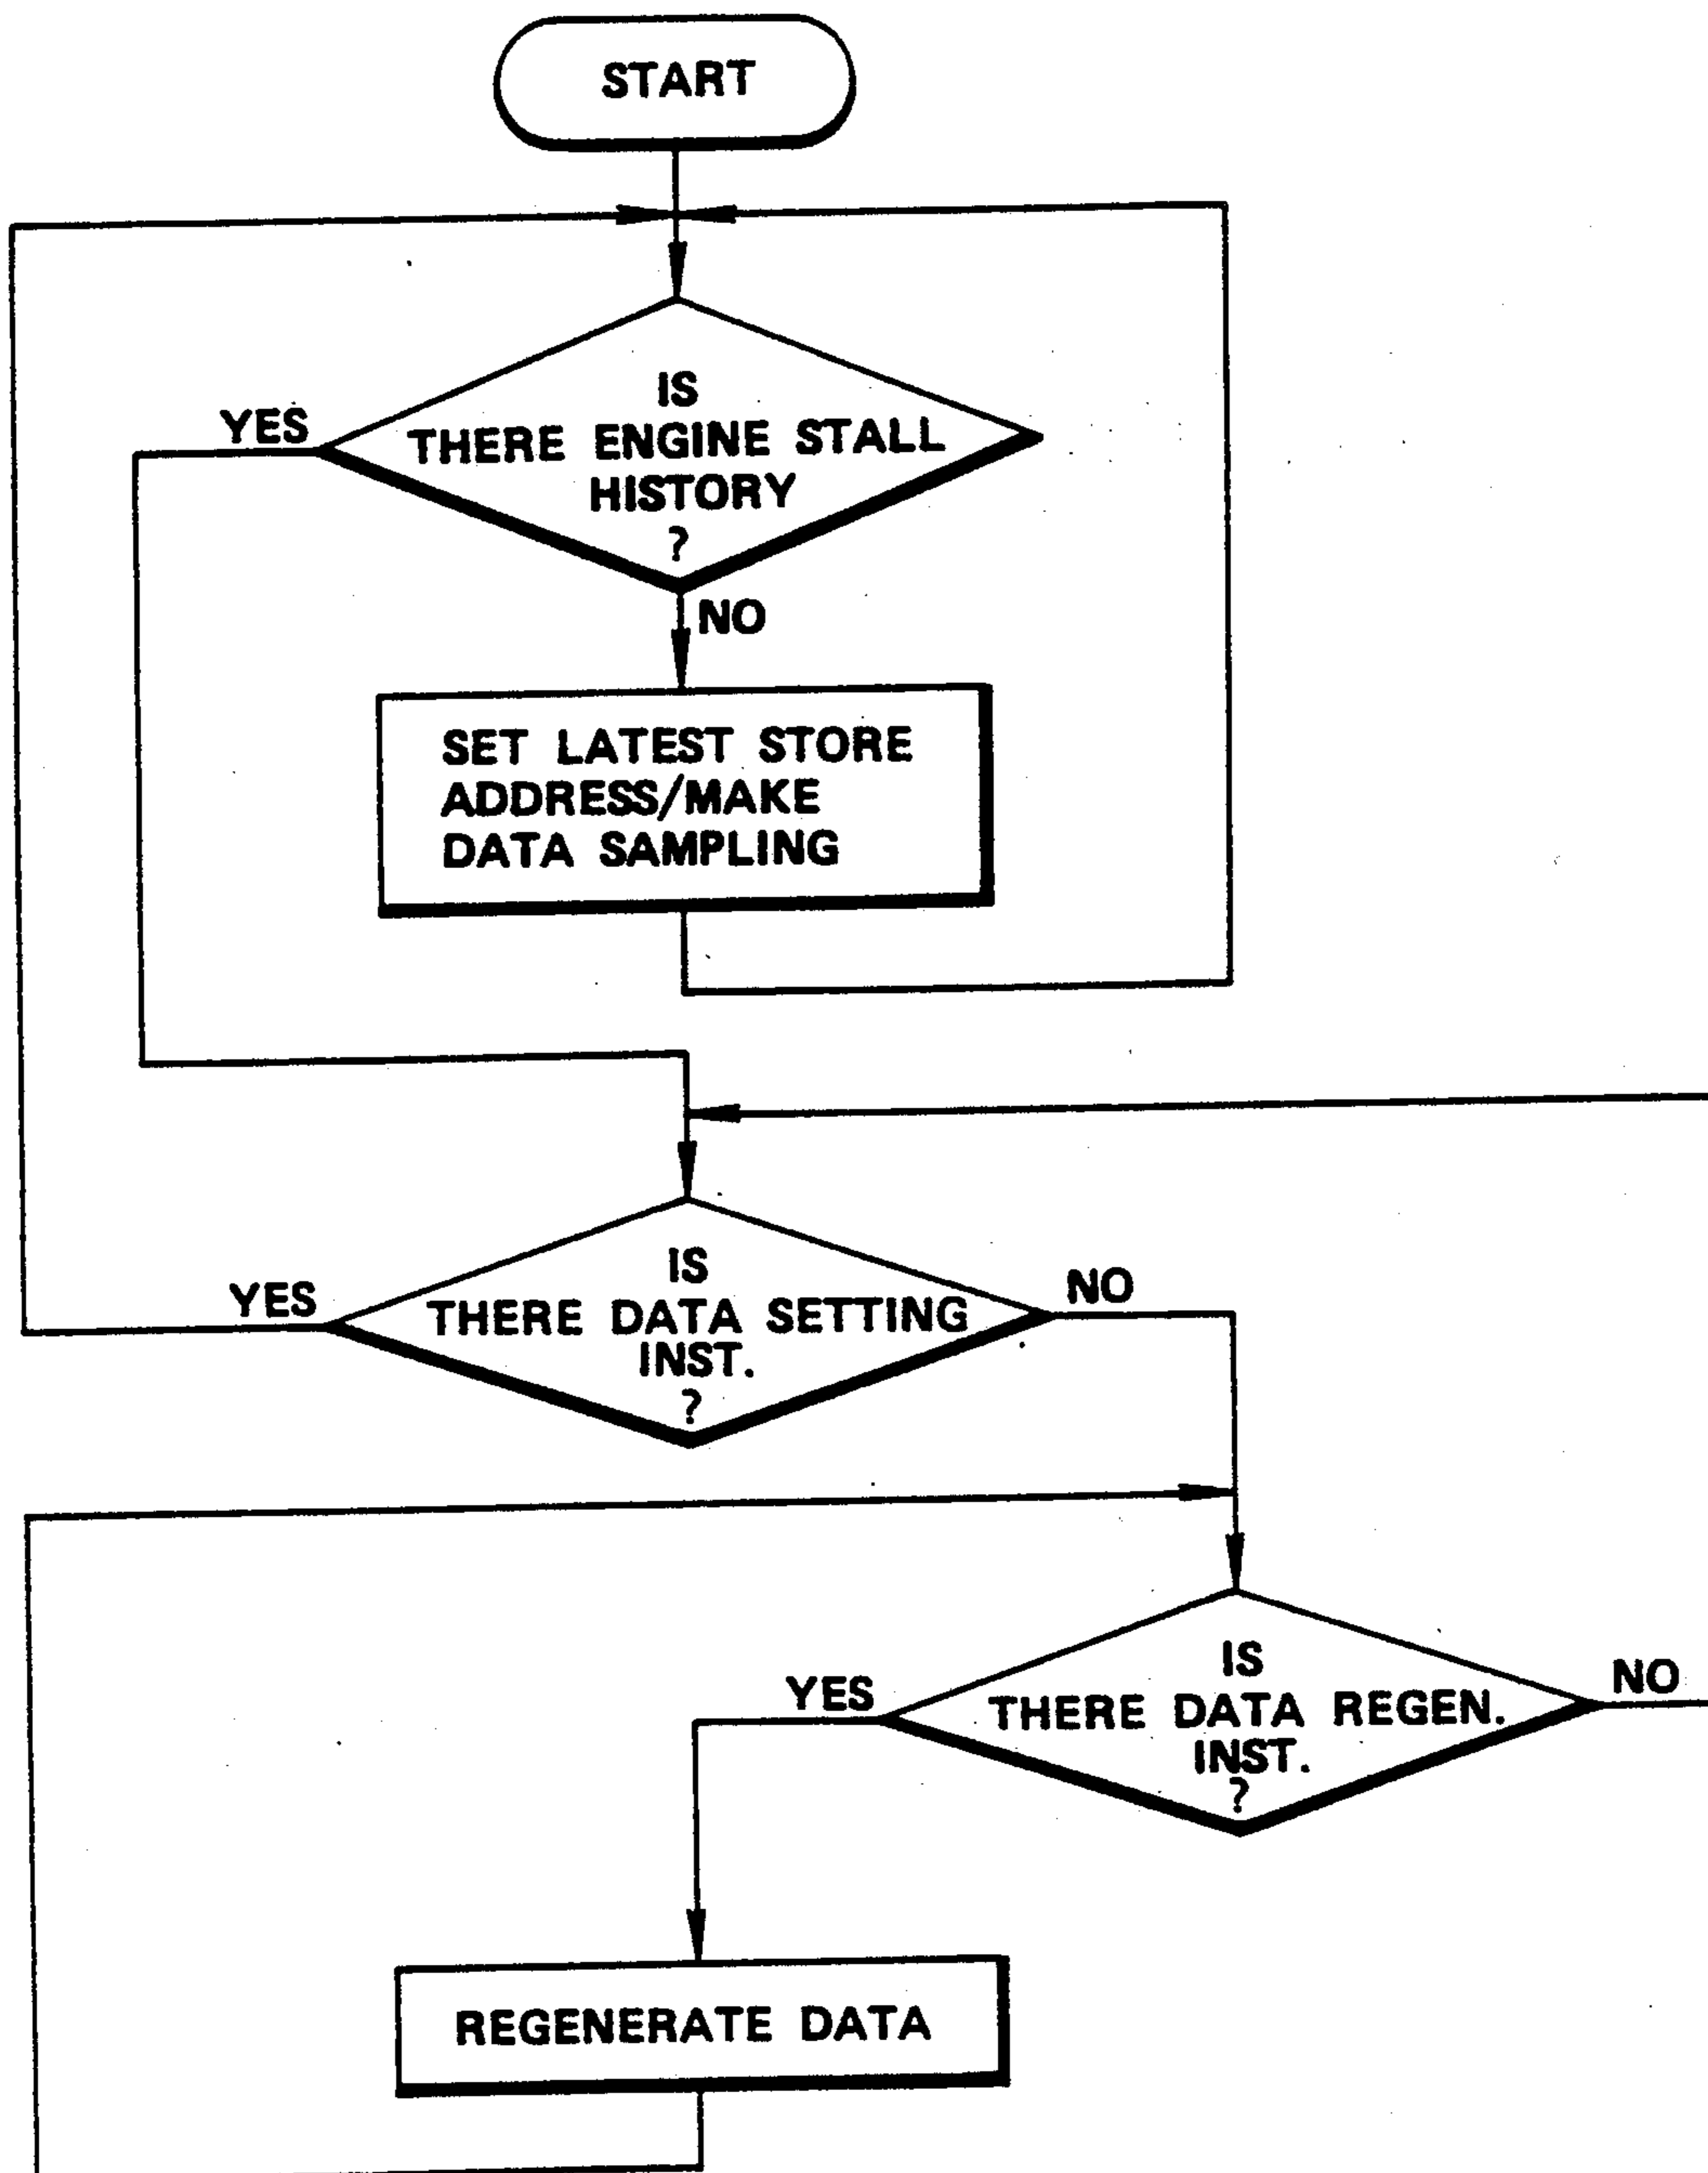 START
IS
THERE ENGINE STALL
HISTORY
?
YES
NO
SET LATEST STORE
ADDRESS/MAKE
DATA SAMPLING
IS
THERE DATA SETTING
INST.
?
YES
NO
IS
THERE DATA REGEN.
INST.
?
YES
NO
REGENERATE DATA